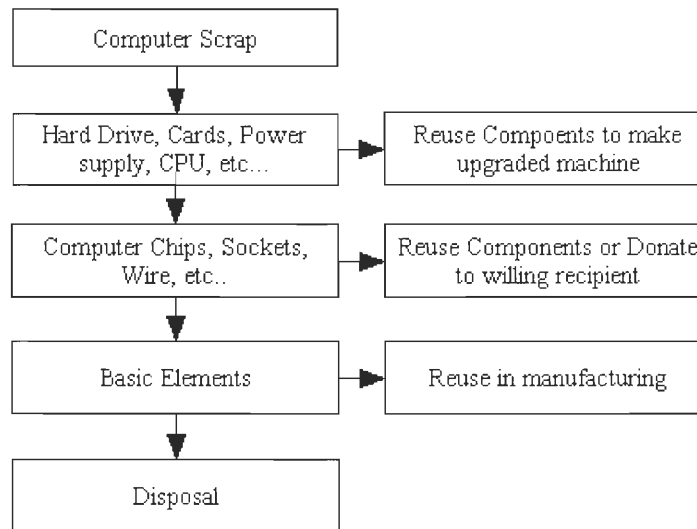 Computer Scrap
Hard Drive, Cards, Power
supply, CPU, etc...
Reuse Compoents to make
upgraded machine
Computer Chips, Sockets,
Wire, etc..
Reuse Components or Donate
to willing recipient
Basic Elements
Reuse in manufacturing
Disposal